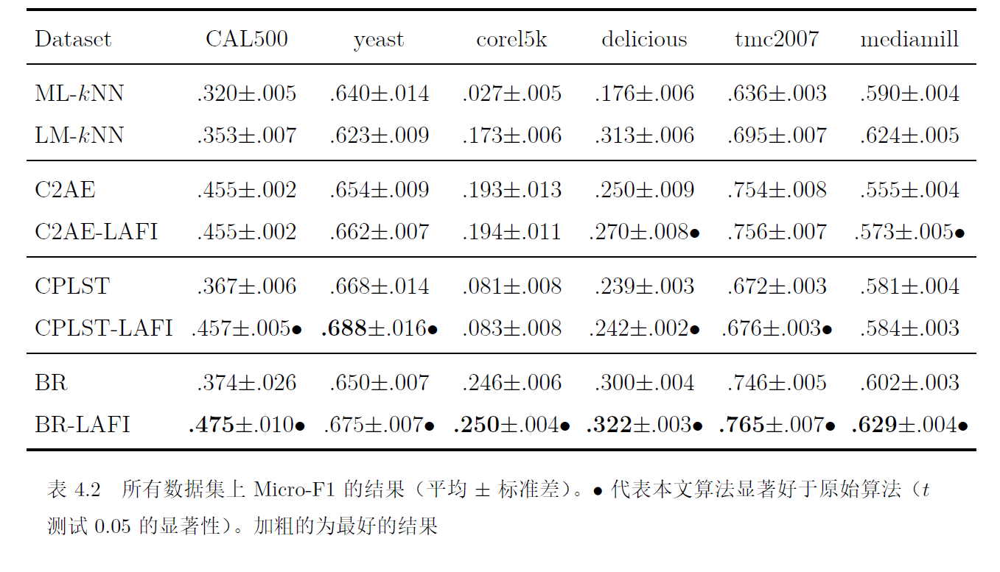 Dataset CAL500 yeast corel5k delicious tmc2007 mediamill
ML-kNN .320±.005 .640±.014 .027±.005 .176±.006 .636±.003 .590±.004
LM-kNN .353±.007 .623±.009 .173±.006 .313±.006 .695±.007 .624±.005
C2AE .455±.002 .654±.009 .193±.013 .250±.009 .754±.008 .555±.004
C2AE-LAFI .455±.002 .662±.007 .194±.011 .270±.008● .756±.007 .573±.005●
CPLST .367±.006 .668±.014 .081±.008 .239±.003 .672±.003 .581±.004
CPLST-LAFI .457±.005● .688±.016● .083±.008 .242±.002● .676±.003● .584±.003
BR .374±.026 .650±.007 .246±.006 .300±.004 .746±.005 .602±.003
BR-LAFI .475±.010● .675±.007● .250±.004● .322±.003● .765±.007● .629±.004●
表 4.2 所有数据集上 Micro-F1 的结果（平均 ± 标准差）。● 代表本文算法显著好于原始算法（t
测试 0.05 的显著性）。加粗的为最好的结果